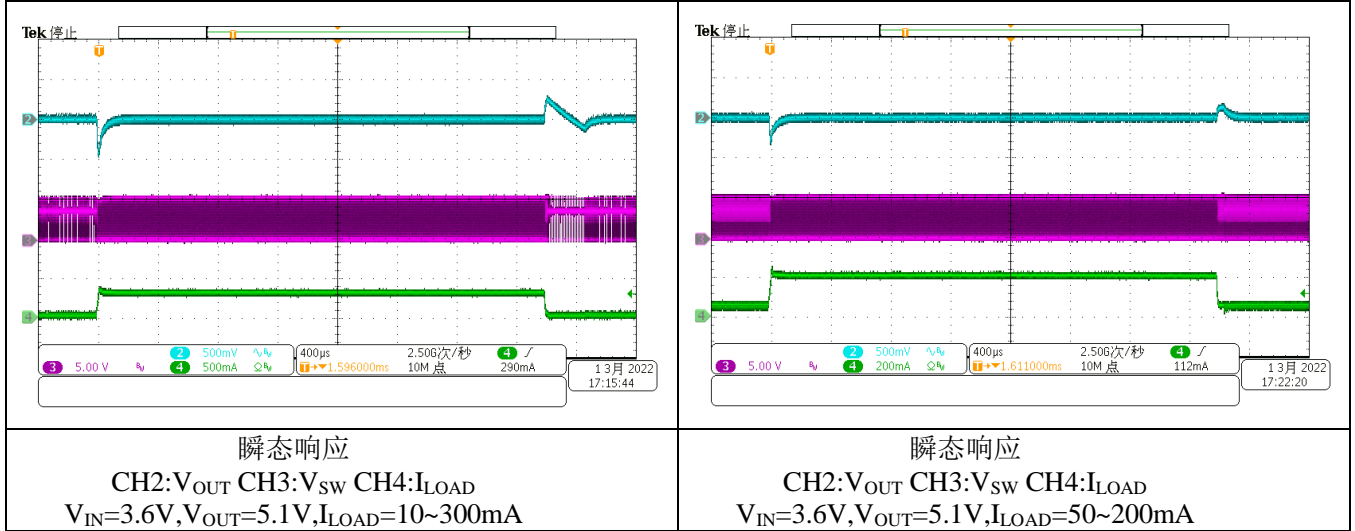 Tek 停止
T
T
2
3
4
2 500mV
400µs
2.50G次/秒
4
3 5.00 V
4 500mA Ω
T→▼1.596000ms
10M 点
290mA
1 3月 2022
17:15:44
瞬态响应
CH2:VOUT CH3:VSW CH4:ILOAD
VIN=3.6V,VOUT=5.1V,ILOAD=10~300mA
Tek 停止
T
T
2
3
4
2 500mV
400µs
2.50G次/秒
4
3 5.00 V
4 200mA Ω
T→▼1.611000ms
10M 点
112mA
1 3月 2022
17:22:20
瞬态响应
CH2:VOUT CH3:VSW CH4:ILOAD
VIN=3.6V,VOUT=5.1V,ILOAD=50~200mA